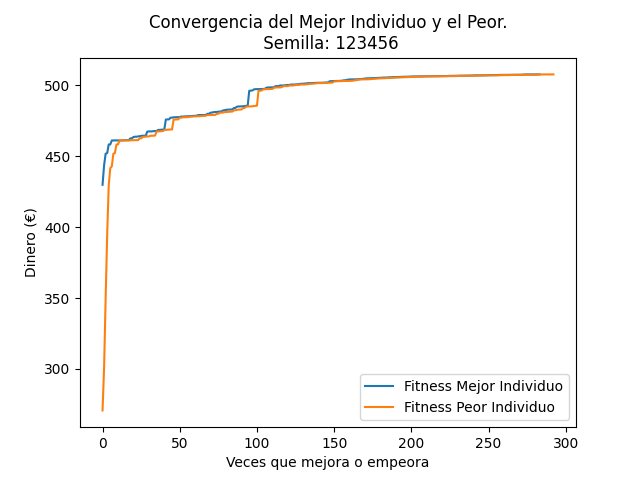 Convergencia del Mejor Individuo y el Peor.
Semilla: 123456
Dinero (€)
500
450
400
350
300
0 50 100 150 200 250 300
Veces que mejora o empeora
Fitness Mejor Individuo
Fitness Peor Individuo